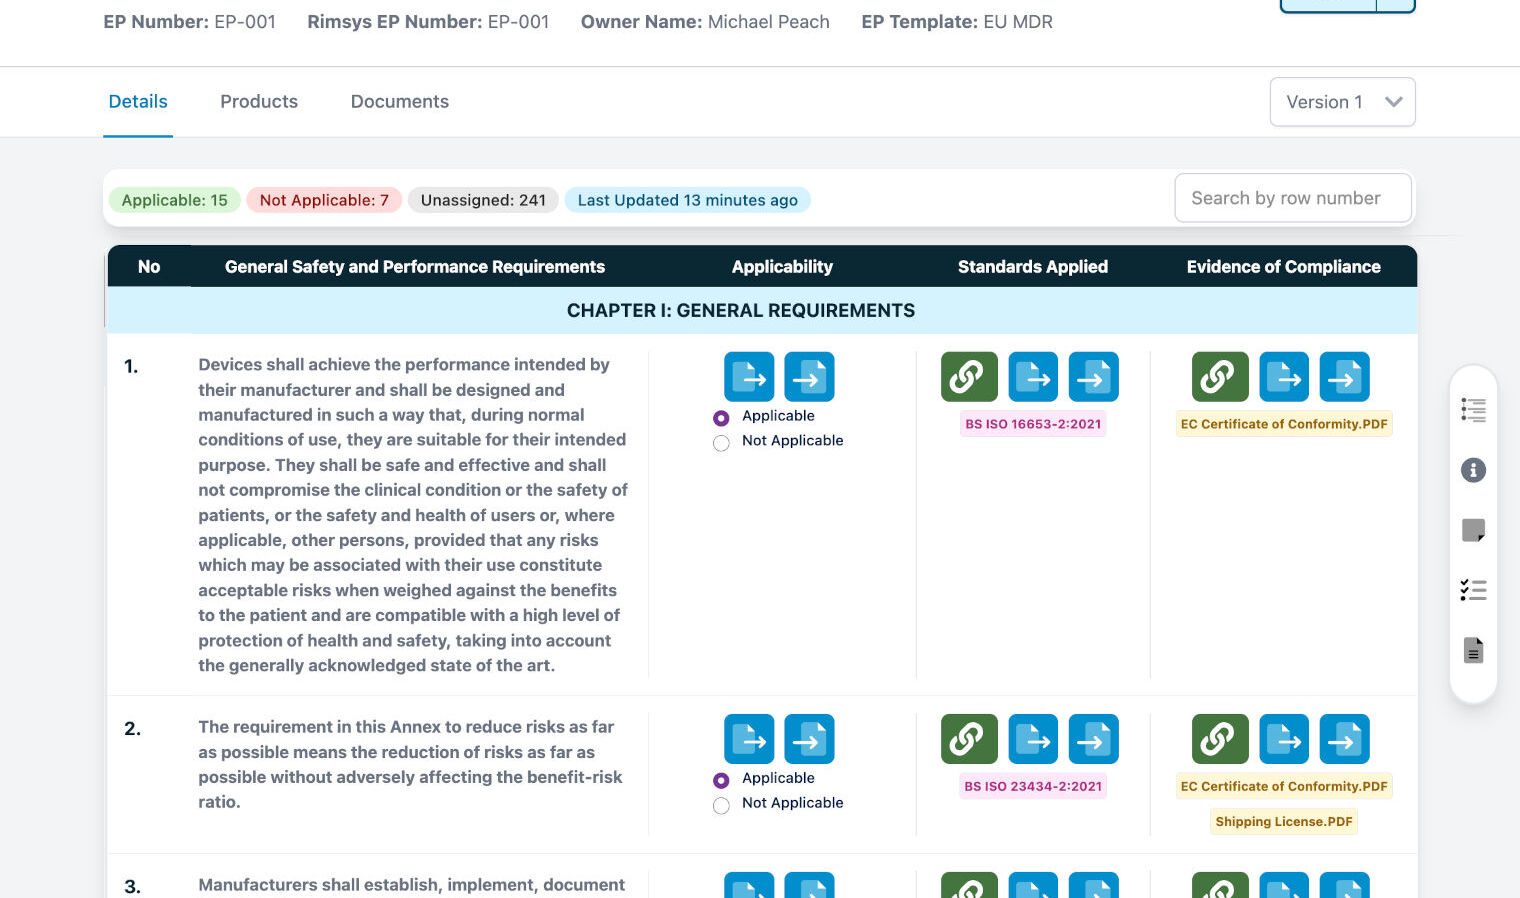 EP Number: EP-001 Rimsys EP Number: EP-001 Owner Name: Michael Peach EP Template: EU MDR
Details Products Documents Version 1
Applicable: 15 Not Applicable: 7 Unassigned: 241 Last Updated 13 minutes ago Search by row number
No General Safety and Performance Requirements Applicability Standards Applied Evidence of Compliance
CHAPTER I: GENERAL REQUIREMENTS
1.
Devices shall achieve the performance intended by
their manufacturer and shall be designed and
manufactured in such a way that, during normal
conditions of use, they are suitable for their intended
purpose. They shall be safe and effective and shall
not compromise the clinical condition or the safety of
patients, or the safety and health of users or, where
applicable, other persons, provided that any risks
which may be associated with their use constitute
acceptable risks when weighed against the benefits
to the patient and are compatible with a high level of
protection of health and safety, taking into account
the generally acknowledged state of the art.
Applicable
Not Applicable
BS ISO 16653-2:2021
EC Certificate of Conformity.PDF
2.
The requirement in this Annex to reduce risks as far
as possible means the reduction of risks as far as
possible without adversely affecting the benefit-risk
ratio.
Applicable
Not Applicable
BS ISO 23434-2:2021
EC Certificate of Conformity.PDF
Shipping License.PDF
3.
Manufacturers shall establish, implement, document